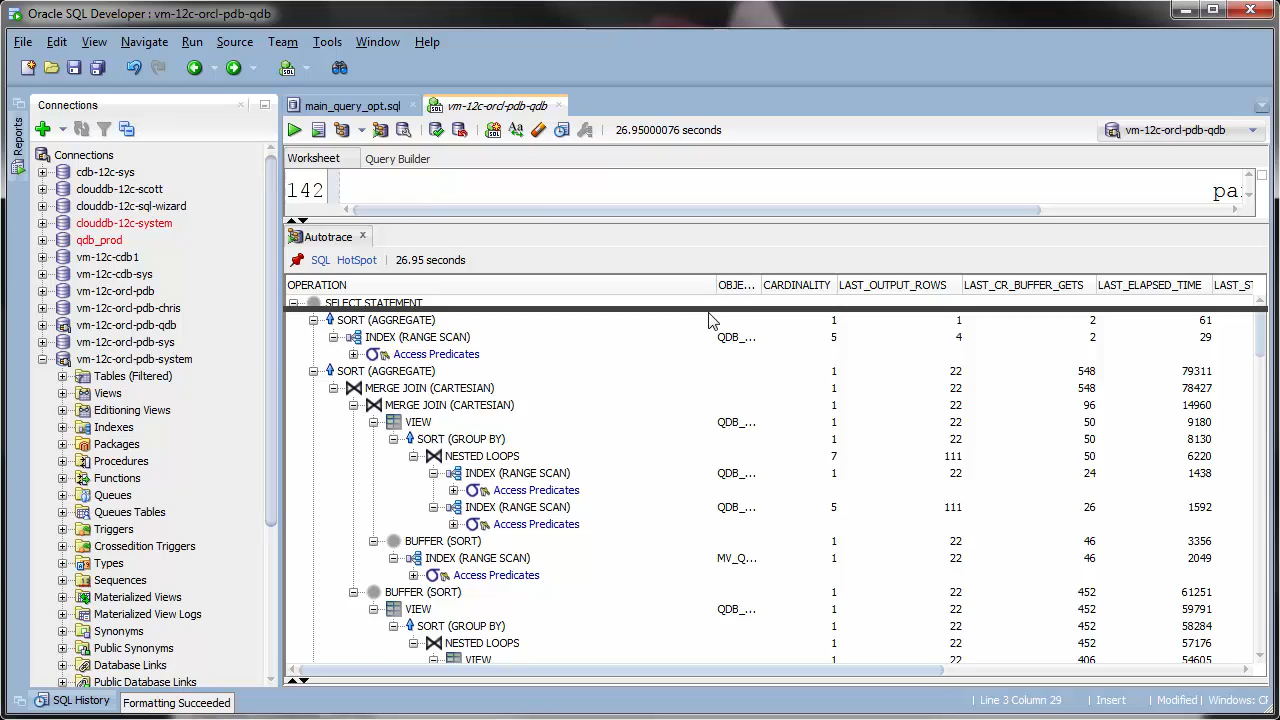 Oracle SQL Developer : vm-12c-orcl-pdb-qdb
File Edit View Navigate Run Source Team Tools Window Help
Reports
Connections
Connections
cdb-12c-sys
clouddb-12c-scott
clouddb-12c-sql-wizard
clouddb-12c-system
qdb_prod
vm-12c-cdb1
vm-12c-cdb-sys
vm-12c-orcl-pdb
vm-12c-orcl-pdb-chris
vm-12c-orcl-pdb-qdb
vm-12c-orcl-pdb-sys
vm-12c-orcl-pdb-system
Tables (Filtered)
Views
Editioning Views
Indexes
Packages
Procedures
Functions
Queues
Queues Tables
Triggers
Crossedition Triggers
Types
Sequences
Materialized Views
Materialized View Logs
Synonyms
Public Synonyms
Database Links
Public Database Links
main_query_opt.sql vm-12c-orcl-pdb-qdb
SQL
26.95000076 seconds vm-12c-orcl-pdb-qdb
Worksheet Query Builder
142 pa
Autotrace
SQL HotSpot 26.95 seconds
OPERATION OBJE... CARDINALITY LAST_OUTPUT_ROWS LAST_CR_BUFFER_GETS LAST_ELAPSED_TIME LAST_ST
SELECT STATEMENT
SORT (AGGREGATE) 1 1 2 61
INDEX (RANGE SCAN) QDB_... 5 4 2 29
Access Predicates
SORT (AGGREGATE) 1 22 548 79311
MERGE JOIN (CARTESIAN) 1 22 548 78427
MERGE JOIN (CARTESIAN) 1 22 96 14960
VIEW QDB_... 1 22 50 9180
SORT (GROUP BY) 1 22 50 8130
NESTED LOOPS 7 111 50 6220
INDEX (RANGE SCAN) QDB_... 1 22 24 1438
Access Predicates
INDEX (RANGE SCAN) QDB_... 5 111 26 1592
Access Predicates
BUFFER (SORT) 1 22 46 3356
INDEX (RANGE SCAN) MV_Q... 1 22 46 2049
Access Predicates
BUFFER (SORT) 1 22 452 61251
VIEW QDB_... 1 22 452 59791
SORT (GROUP BY) 1 22 452 58284
NESTED LOOPS 1 22 452 57176
VIEW 1 22 406 54605
SQL History Formatting Succeeded Line 3 Column 29 Insert Modified Windows: C